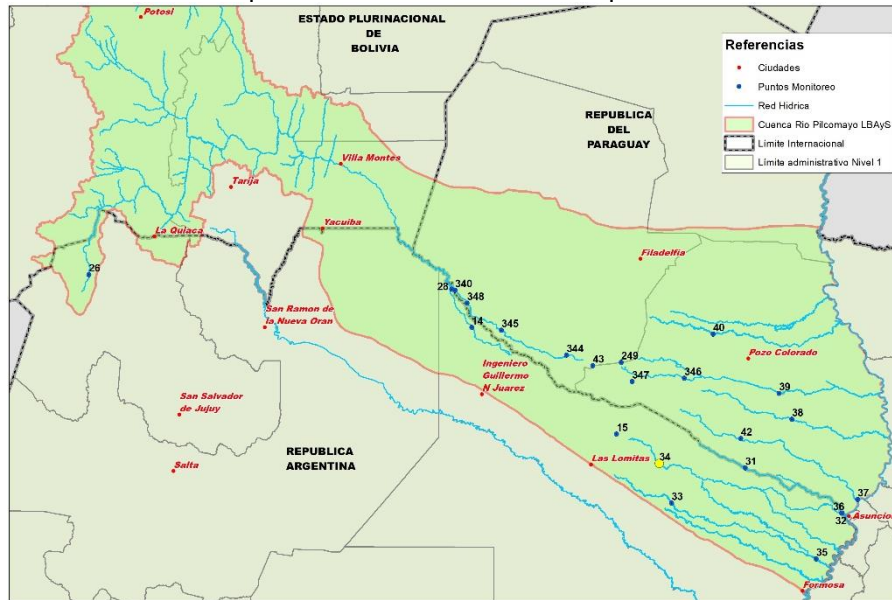 Potosi
ESTADO PLURINACIONAL
DE
BOLIVIA
Referencias
Ciudades
Puntos Monitoreo
Red Hidrica
Cuenca Rio Pilcomayo LBAyS
Límite Internacional
Límite administrativo Nivel 1
REPUBLICA
DEL
PARAGUAY
Villa Montes
Tarija
Yacuiba
La Quiaca
Filadelfia
26
28
340
348
San Ramon de
la Nueva Oran
14
345
40
344
43
249
Pozo Colorado
Ingeniero
Guillermo
N Juarez
347
346
39
San Salvador
de Jujuy
38
15
42
REPUBLICA
ARGENTINA
Salta
Las Lomitas
34
31
33
37
36
32
Asuncion
35
Formosa